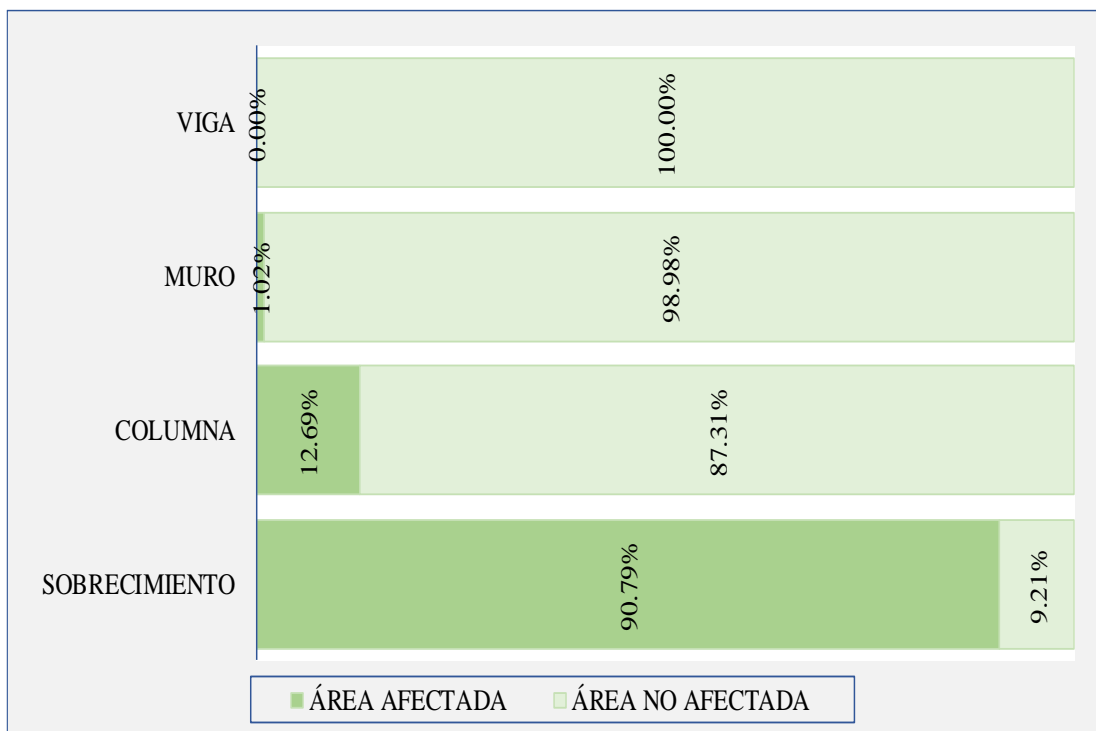 VIGA
0.00%
100.00%
MURO
1.02%
98.98%
COLUMNA
12.69%
87.31%
SOBRECIMIENTO
90.79%
9.21%
ÁREA AFECTADA
ÁREA NO AFECTADA